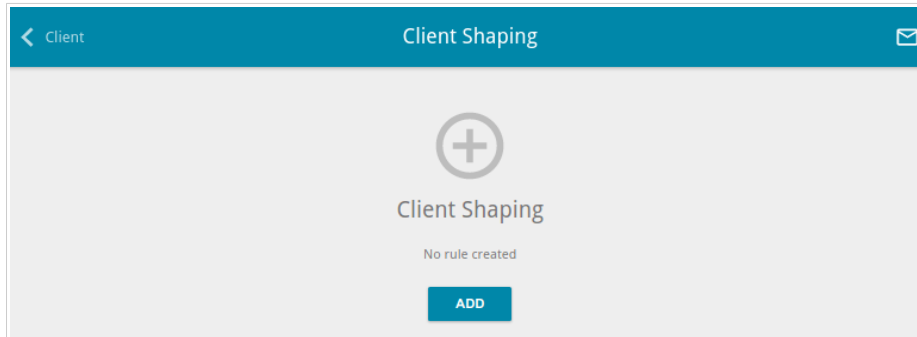 Client
Client Shaping
Client Shaping
No rule created
ADD